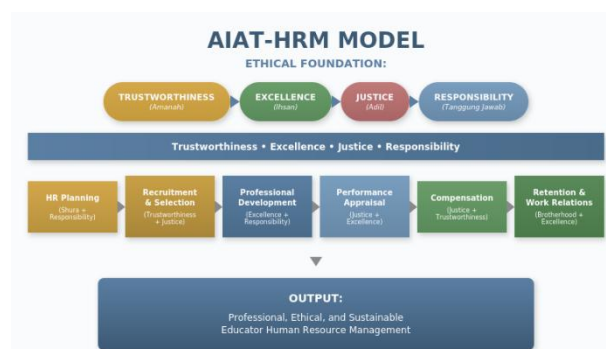 AIAT-HRM MODEL
ETHICAL FOUNDATION:
TRUSTWORTHINESS
(Amanah)
EXCELLENCE
(Ihsan)
JUSTICE
(Adil)
RESPONSIBILITY
(Tanggung Jawab)
Trustworthiness • Excellence • Justice • Responsibility
HR Planning
(Shura +
Responsibility)
Recruitment
& Selection
(Trustworthiness
+ Justice)
Professional
Development
(Excellence +
Responsibility)
Performance
Appraisal
(Justice +
Excellence)
Compensation
(Justice +
Trustworthiness)
Retention &
Work Relations
(Brotherhood +
Excellence)
OUTPUT:
Professional, Ethical, and Sustainable
Educator Human Resource Management